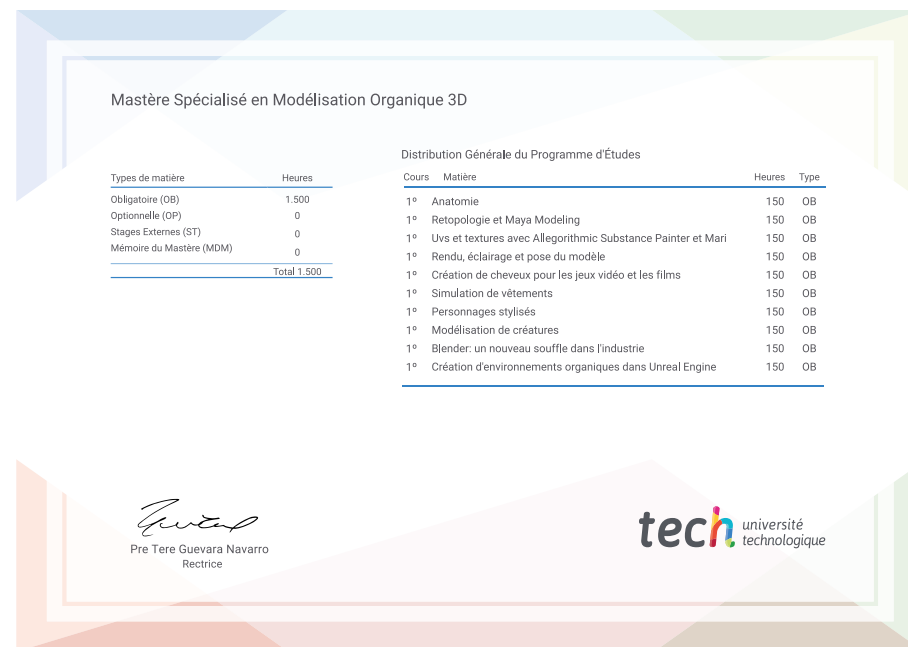 Mastère Spécialisé en Modélisation Organique 3D
Types de matière Heures
Obligatoire (OB) 1.500
Optionnelle (OP) 0
Stages Externes (ST) 0
Mémoire du Mastère (MDM) 0
Total 1.500
Distribution Générale du Programme d'Études
Cours Matière Heures Type
1º Anatomie 150 OB
1º Retopologie et Maya Modeling 150 OB
1º Uvs et textures avec Allegorithmic Substance Painter et Mari 150 OB
1º Rendu, éclairage et pose du modèle 150 OB
1º Création de cheveux pour les jeux vidéo et les films 150 OB
1º Simulation de vêtements 150 OB
1º Personnages stylisés 150 OB
1º Modélisation de créatures 150 OB
1º Blender: un nouveau souffle dans l'industrie 150 OB
1º Création d'environnements organiques dans Unreal Engine 150 OB
Pre Tere Guevara Navarro
Rectrice
tech université
technologique